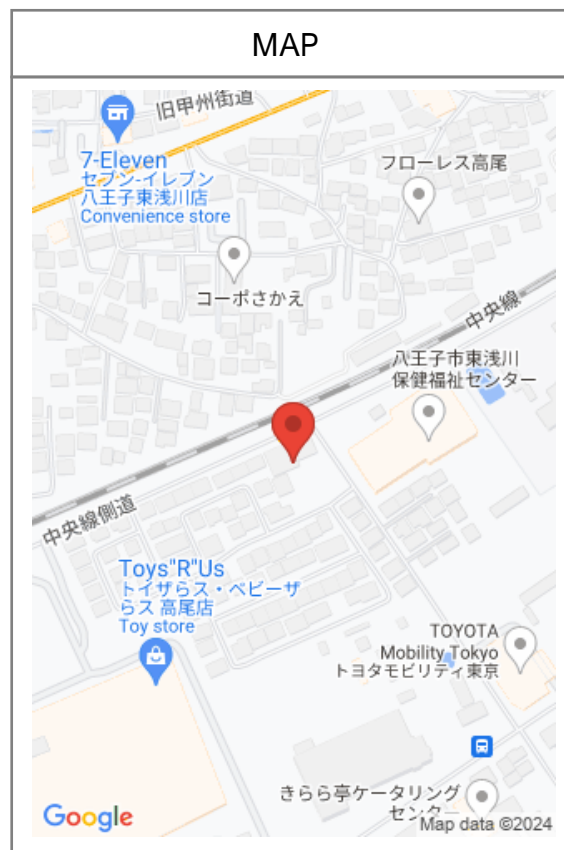 MAP
旧甲州街道
7-Eleven
セブン‐イレブン
八王子東浅川店
Convenience store
フローレス高尾
コーポさかえ
中央線
八王子市東浅川
保健福祉センター
中央線側道
Toys"R"Us
トイザらス・ベビーザ
らス 高尾店
Toy store
TOYOTA
Mobility Tokyo
トヨタモビリティ東京
きらら亭ケータリング
センター
Google
Map data ©2024